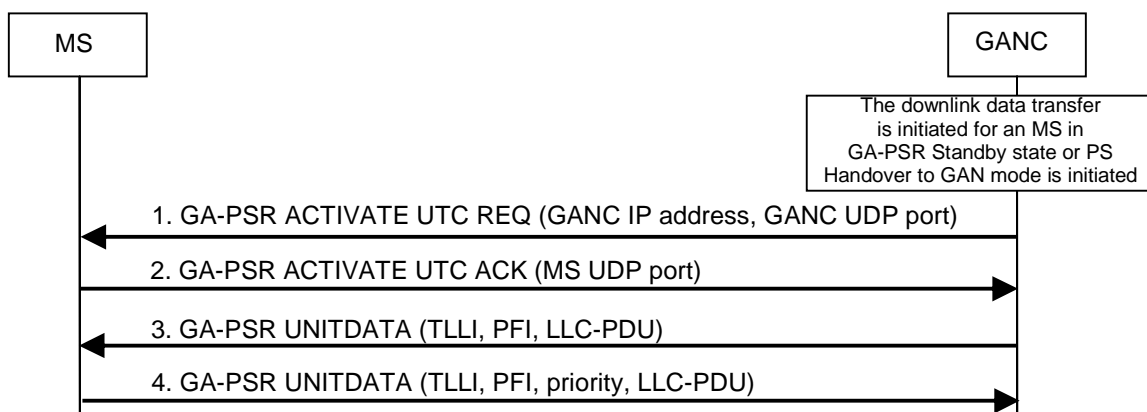 MS
GANC
The downlink data transfer
is initiated for an MS in
GA-PSR Standby state or PS
Handover to GAN mode is initiated
1. GA-PSR ACTIVATE UTC REQ (GANC IP address, GANC UDP port)
2. GA-PSR ACTIVATE UTC ACK (MS UDP port)
3. GA-PSR UNITDATA (TLLI, PFI, LLC-PDU)
4. GA-PSR UNITDATA (TLLI, PFI, priority, LLC-PDU)